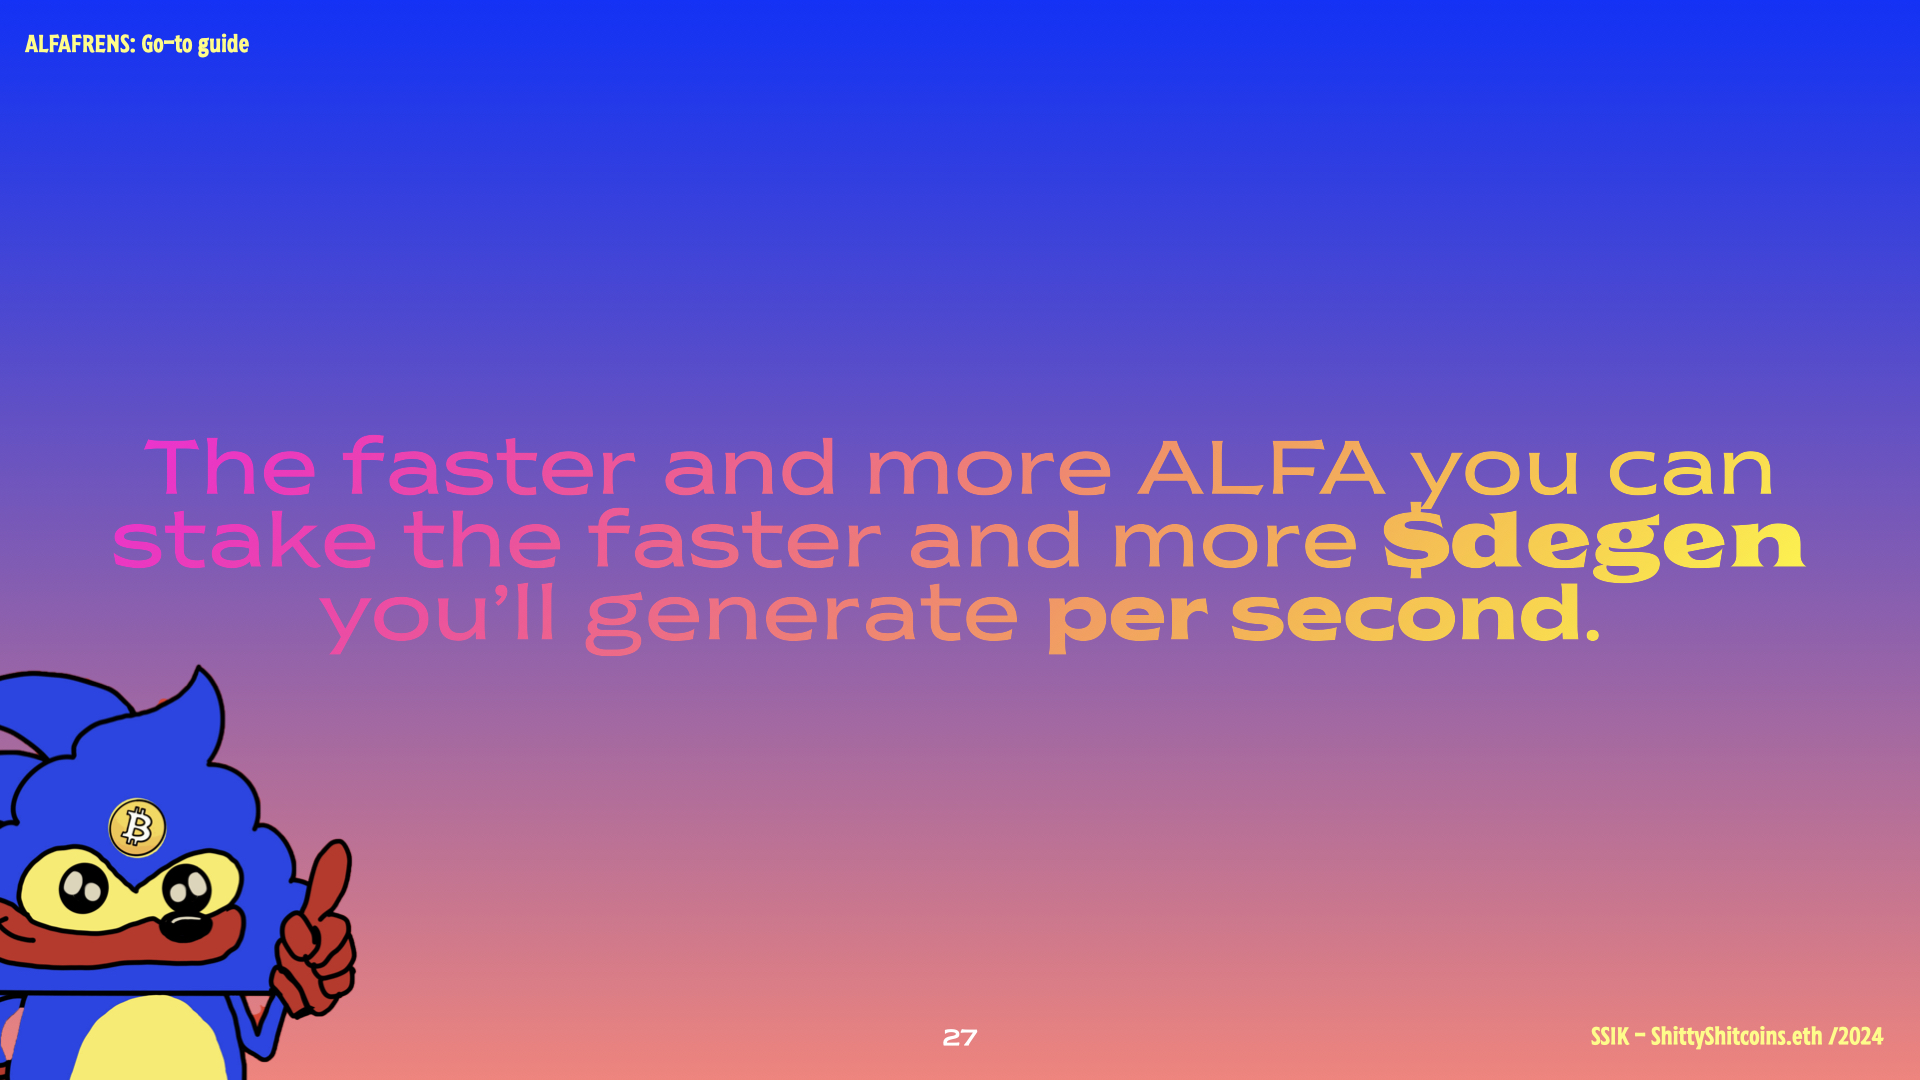 ALFAFRENS: Go-to guide
The faster and more ALFA you can
stake the faster and more $degen
you’ll generate per second.
27
SSIK - ShittyShitcoins.eth /2024